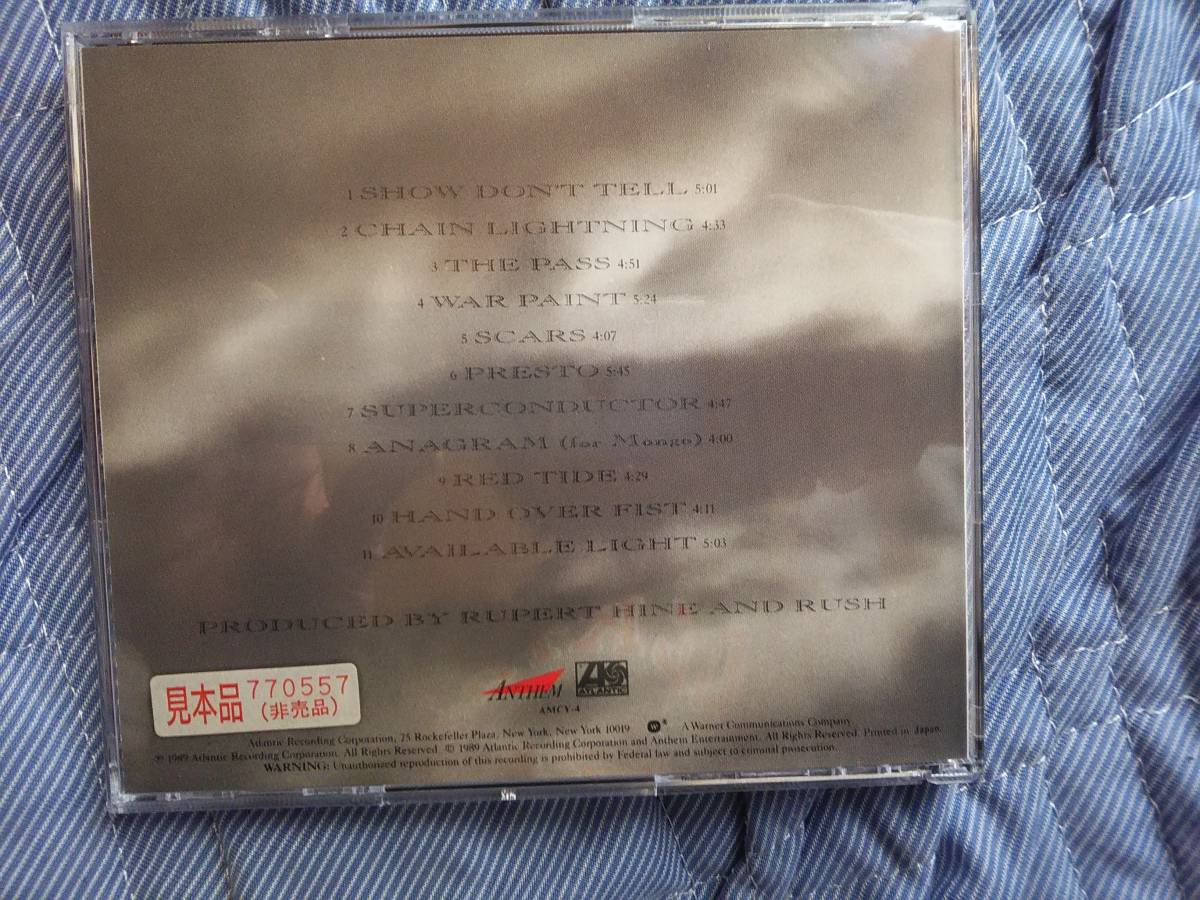 1 SHOW DON'T TELL 5:01
2 CHAIN LIGHTNING 4:33
3 THE PASS 4:51
4 WAR PAINT 5:24
5 SCARS 4:07
6 PRESTO 5:45
7 SUPERCONDUCTOR 4:47
8 ANAGRAM (for Mongo) 4:00
9 RED TIDE 4:29
10 HAND OVER FIST 4:11
11 AVAILABLE LIGHT 5:03
PRODUCED BY RUPERT HINE AND RUSH
見本品 770557
(非売品)
ANTHEM
ATLANTIC
AMCY-4
Atlantic Recording Corporation, 75 Rockefeller Plaza, New York, New York 10019 W ® A Warner Communications Company
℗ 1989 Atlantic Recording Corporation. All Rights Reserved. © 1989 Atlantic Recording Corporation and Anthem Entertainment. All Rights Reserved. Printed in Japan.
WARNING: Unauthorized reproduction of this recording is prohibited by Federal law and subject to criminal prosecution.